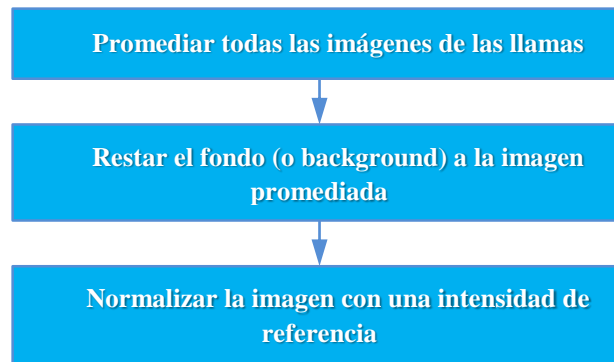 Promediar todas las imágenes de las llamas
Restar el fondo (o background) a la imagen
promediada
Normalizar la imagen con una intensidad de
referencia